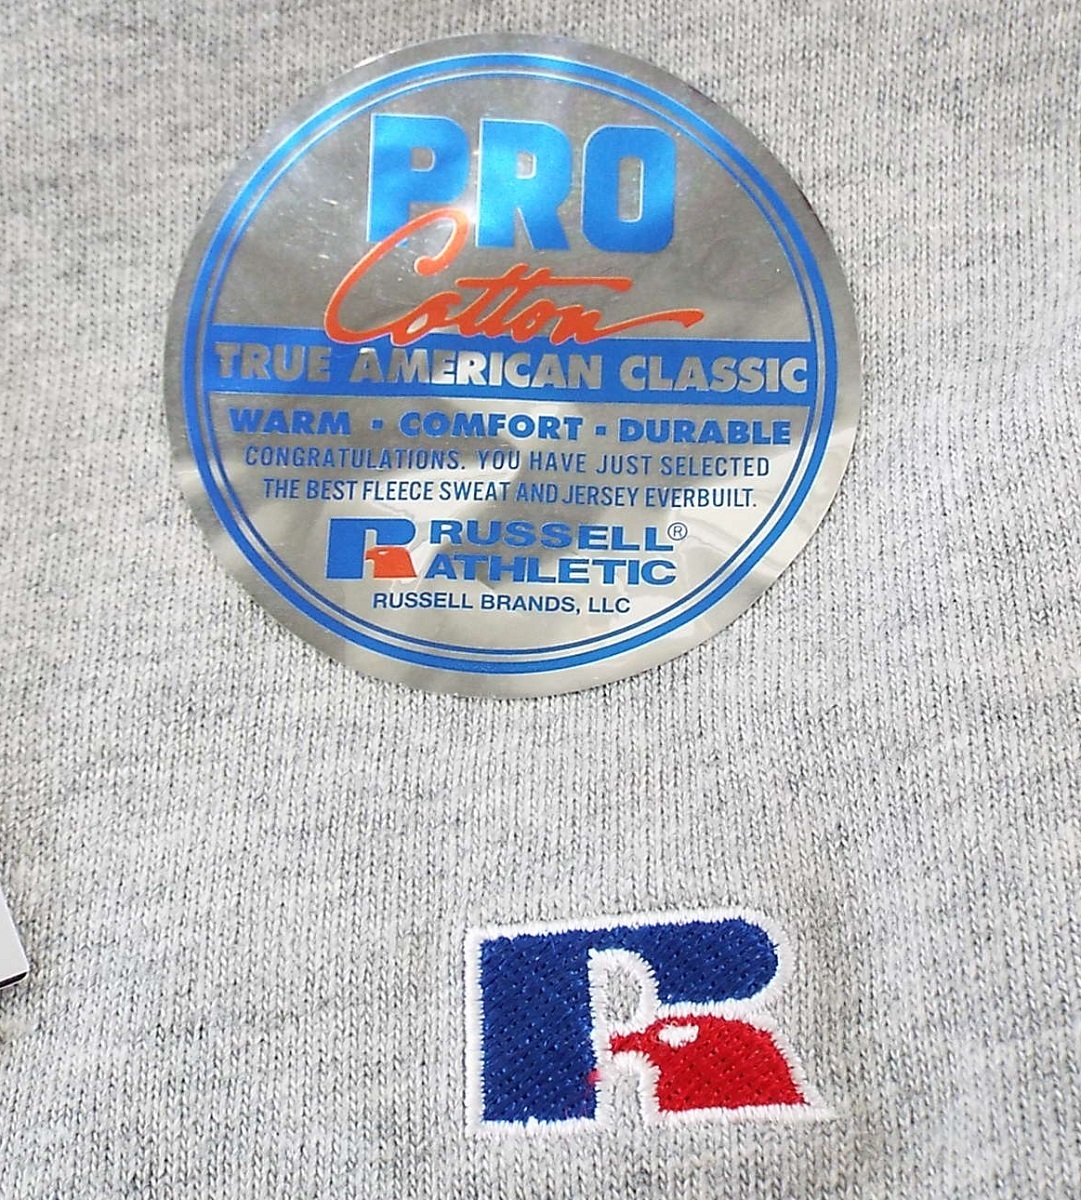 PRO
Cotton
TRUE AMERICAN CLASSIC
WARM • COMFORT • DURABLE
CONGRATULATIONS. YOU HAVE JUST SELECTED
THE BEST FLEECE SWEAT AND JERSEY EVERBUILT.
R RUSSELL®
ATHLETIC
RUSSELL BRANDS, LLC
R